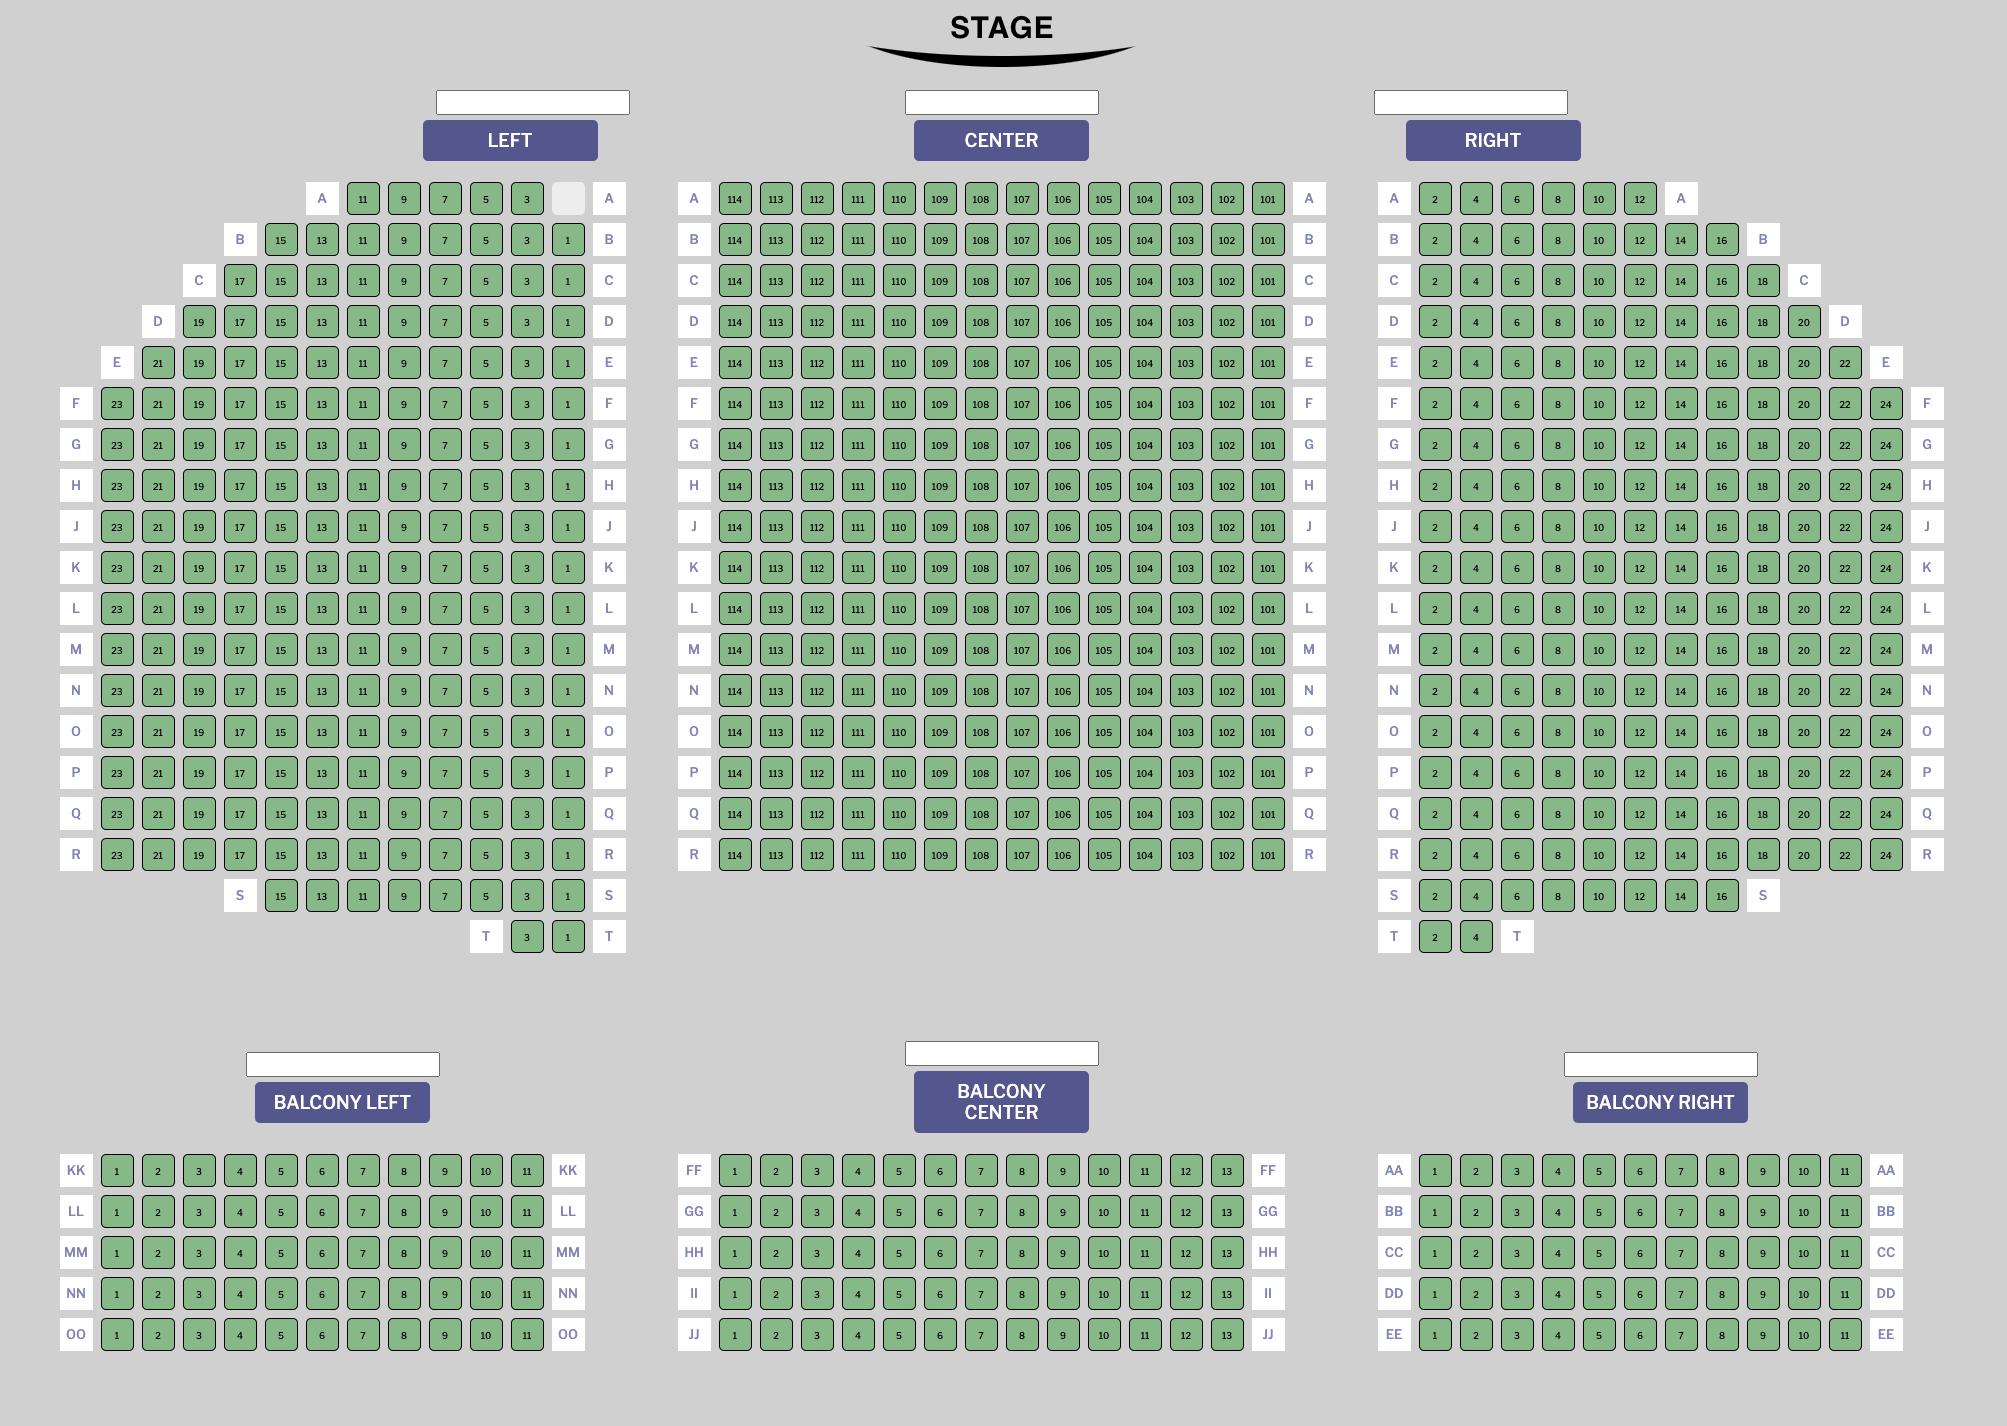 STAGE
LEFT CENTER RIGHT
A 11 9 7 5 3 A A 114 113 112 111 110 109 108 107 106 105 104 103 102 101 A A 2 4 6 8 10 12 A
B 15 13 11 9 7 5 3 1 B B 114 113 112 111 110 109 108 107 106 105 104 103 102 101 B B 2 4 6 8 10 12 14 16 B
C 17 15 13 11 9 7 5 3 1 C C 114 113 112 111 110 109 108 107 106 105 104 103 102 101 C C 2 4 6 8 10 12 14 16 18 C
D 19 17 15 13 11 9 7 5 3 1 D D 114 113 112 111 110 109 108 107 106 105 104 103 102 101 D D 2 4 6 8 10 12 14 16 18 20 D
E 21 19 17 15 13 11 9 7 5 3 1 E E 114 113 112 111 110 109 108 107 106 105 104 103 102 101 E E 2 4 6 8 10 12 14 16 18 20 22 E
F 23 21 19 17 15 13 11 9 7 5 3 1 F F 114 113 112 111 110 109 108 107 106 105 104 103 102 101 F F 2 4 6 8 10 12 14 16 18 20 22 24 F
G 23 21 19 17 15 13 11 9 7 5 3 1 G G 114 113 112 111 110 109 108 107 106 105 104 103 102 101 G G 2 4 6 8 10 12 14 16 18 20 22 24 G
H 23 21 19 17 15 13 11 9 7 5 3 1 H H 114 113 112 111 110 109 108 107 106 105 104 103 102 101 H H 2 4 6 8 10 12 14 16 18 20 22 24 H
J 23 21 19 17 15 13 11 9 7 5 3 1 J J 114 113 112 111 110 109 108 107 106 105 104 103 102 101 J J 2 4 6 8 10 12 14 16 18 20 22 24 J
K 23 21 19 17 15 13 11 9 7 5 3 1 K K 114 113 112 111 110 109 108 107 106 105 104 103 102 101 K K 2 4 6 8 10 12 14 16 18 20 22 24 K
L 23 21 19 17 15 13 11 9 7 5 3 1 L L 114 113 112 111 110 109 108 107 106 105 104 103 102 101 L L 2 4 6 8 10 12 14 16 18 20 22 24 L
M 23 21 19 17 15 13 11 9 7 5 3 1 M M 114 113 112 111 110 109 108 107 106 105 104 103 102 101 M M 2 4 6 8 10 12 14 16 18 20 22 24 M
N 23 21 19 17 15 13 11 9 7 5 3 1 N N 114 113 112 111 110 109 108 107 106 105 104 103 102 101 N N 2 4 6 8 10 12 14 16 18 20 22 24 N
O 23 21 19 17 15 13 11 9 7 5 3 1 O O 114 113 112 111 110 109 108 107 106 105 104 103 102 101 O O 2 4 6 8 10 12 14 16 18 20 22 24 O
P 23 21 19 17 15 13 11 9 7 5 3 1 P P 114 113 112 111 110 109 108 107 106 105 104 103 102 101 P P 2 4 6 8 10 12 14 16 18 20 22 24 P
Q 23 21 19 17 15 13 11 9 7 5 3 1 Q Q 114 113 112 111 110 109 108 107 106 105 104 103 102 101 Q Q 2 4 6 8 10 12 14 16 18 20 22 24 Q
R 23 21 19 17 15 13 11 9 7 5 3 1 R R 114 113 112 111 110 109 108 107 106 105 104 103 102 101 R R 2 4 6 8 10 12 14 16 18 20 22 24 R
S 15 13 11 9 7 5 3 1 S S 2 4 6 8 10 12 14 16 S
T 3 1 T T 2 4 T
BALCONY LEFT
BALCONY
CENTER
BALCONY RIGHT
KK 1 2 3 4 5 6 7 8 9 10 11 KK FF 1 2 3 4 5 6 7 8 9 10 11 12 13 FF AA 1 2 3 4 5 6 7 8 9 10 11 AA
LL 1 2 3 4 5 6 7 8 9 10 11 LL GG 1 2 3 4 5 6 7 8 9 10 11 12 13 GG BB 1 2 3 4 5 6 7 8 9 10 11 BB
MM 1 2 3 4 5 6 7 8 9 10 11 MM HH 1 2 3 4 5 6 7 8 9 10 11 12 13 HH CC 1 2 3 4 5 6 7 8 9 10 11 CC
NN 1 2 3 4 5 6 7 8 9 10 11 NN II 1 2 3 4 5 6 7 8 9 10 11 12 13 II DD 1 2 3 4 5 6 7 8 9 10 11 DD
OO 1 2 3 4 5 6 7 8 9 10 11 OO JJ 1 2 3 4 5 6 7 8 9 10 11 12 13 JJ EE 1 2 3 4 5 6 7 8 9 10 11 EE